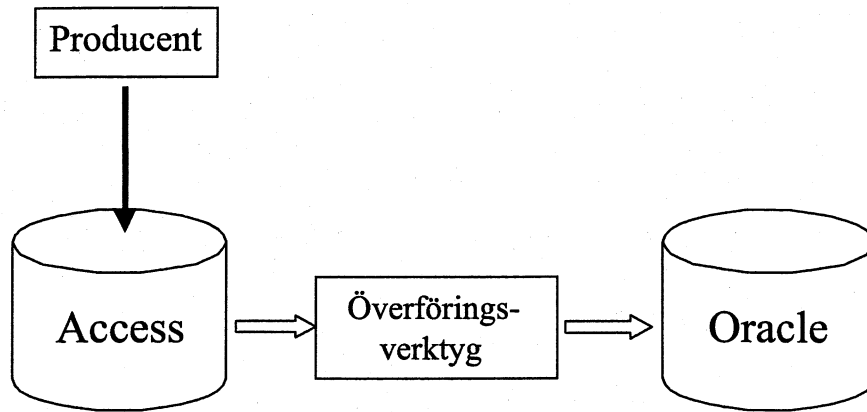 Producent
Access
Överförings-
verktyg
Oracle